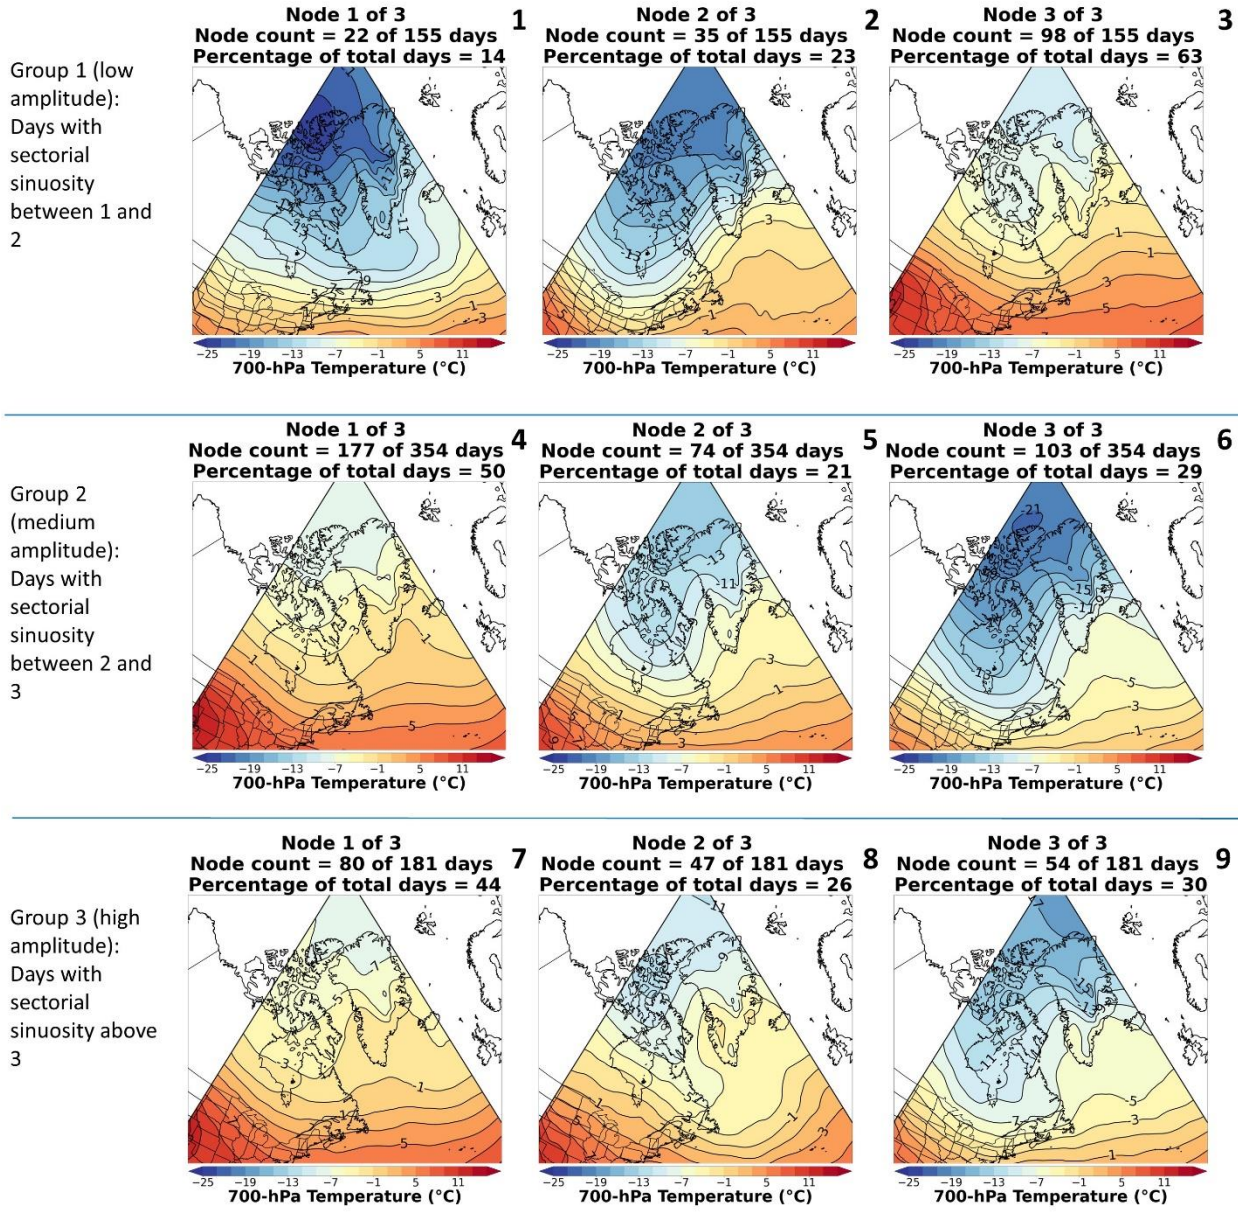 Node 1 of 3
Node count = 22 of 155 days
Percentage of total days = 14
1
Node 2 of 3
Node count = 35 of 155 days
Percentage of total days = 23
2
Node 3 of 3
Node count = 98 of 155 days
Percentage of total days = 63
3
Group 1 (low
amplitude):
Days with
sectorial
sinuosity
between 1 and
2
−25 −19 −13 −7 −1 5 11
700-hPa Temperature (°C)
−25 −19 −13 −7 −1 5 11
700-hPa Temperature (°C)
−25 −19 −13 −7 −1 5 11
700-hPa Temperature (°C)
Node 1 of 3
Node count = 177 of 354 days
Percentage of total days = 50
4
Node 2 of 3
Node count = 74 of 354 days
Percentage of total days = 21
5
Node 3 of 3
Node count = 103 of 354 days
Percentage of total days = 29
6
Group 2
(medium
amplitude):
Days with
sectorial
sinuosity
between 2 and
3
−25 −19 −13 −7 −1 5 11
700-hPa Temperature (°C)
−25 −19 −13 −7 −1 5 11
700-hPa Temperature (°C)
−25 −19 −13 −7 −1 5 11
700-hPa Temperature (°C)
Node 1 of 3
Node count = 80 of 181 days
Percentage of total days = 44
7
Node 2 of 3
Node count = 47 of 181 days
Percentage of total days = 26
8
Node 3 of 3
Node count = 54 of 181 days
Percentage of total days = 30
9
Group 3 (high
amplitude):
Days with
sectorial
sinuosity above
3
−25 −19 −13 −7 −1 5 11
700-hPa Temperature (°C)
−25 −19 −13 −7 −1 5 11
700-hPa Temperature (°C)
−25 −19 −13 −7 −1 5 11
700-hPa Temperature (°C)